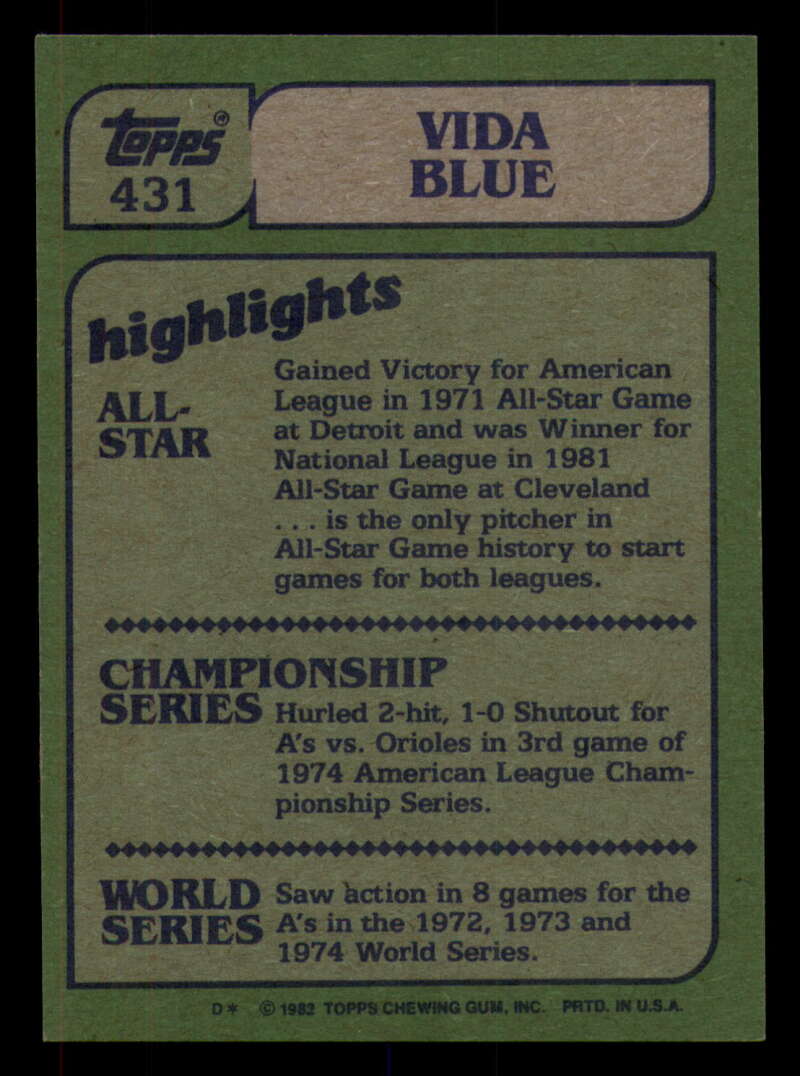 topps®
431
VIDA
BLUE
highlights
ALL-
STAR
Gained Victory for American
League in 1971 All-Star Game
at Detroit and was Winner for
National League in 1981
All-Star Game at Cleveland
. . . is the only pitcher in
All-Star Game history to start
games for both leagues.
CHAMPIONSHIP
SERIES
Hurled 2-hit, 1-0 Shutout for
A's vs. Orioles in 3rd game of
1974 American League Cham-
pionship Series.
WORLD
SERIES
Saw action in 8 games for the
A's in the 1972, 1973 and
1974 World Series.
D* © 1982 TOPPS CHEWING GUM, INC. PRTD. IN U.S.A.